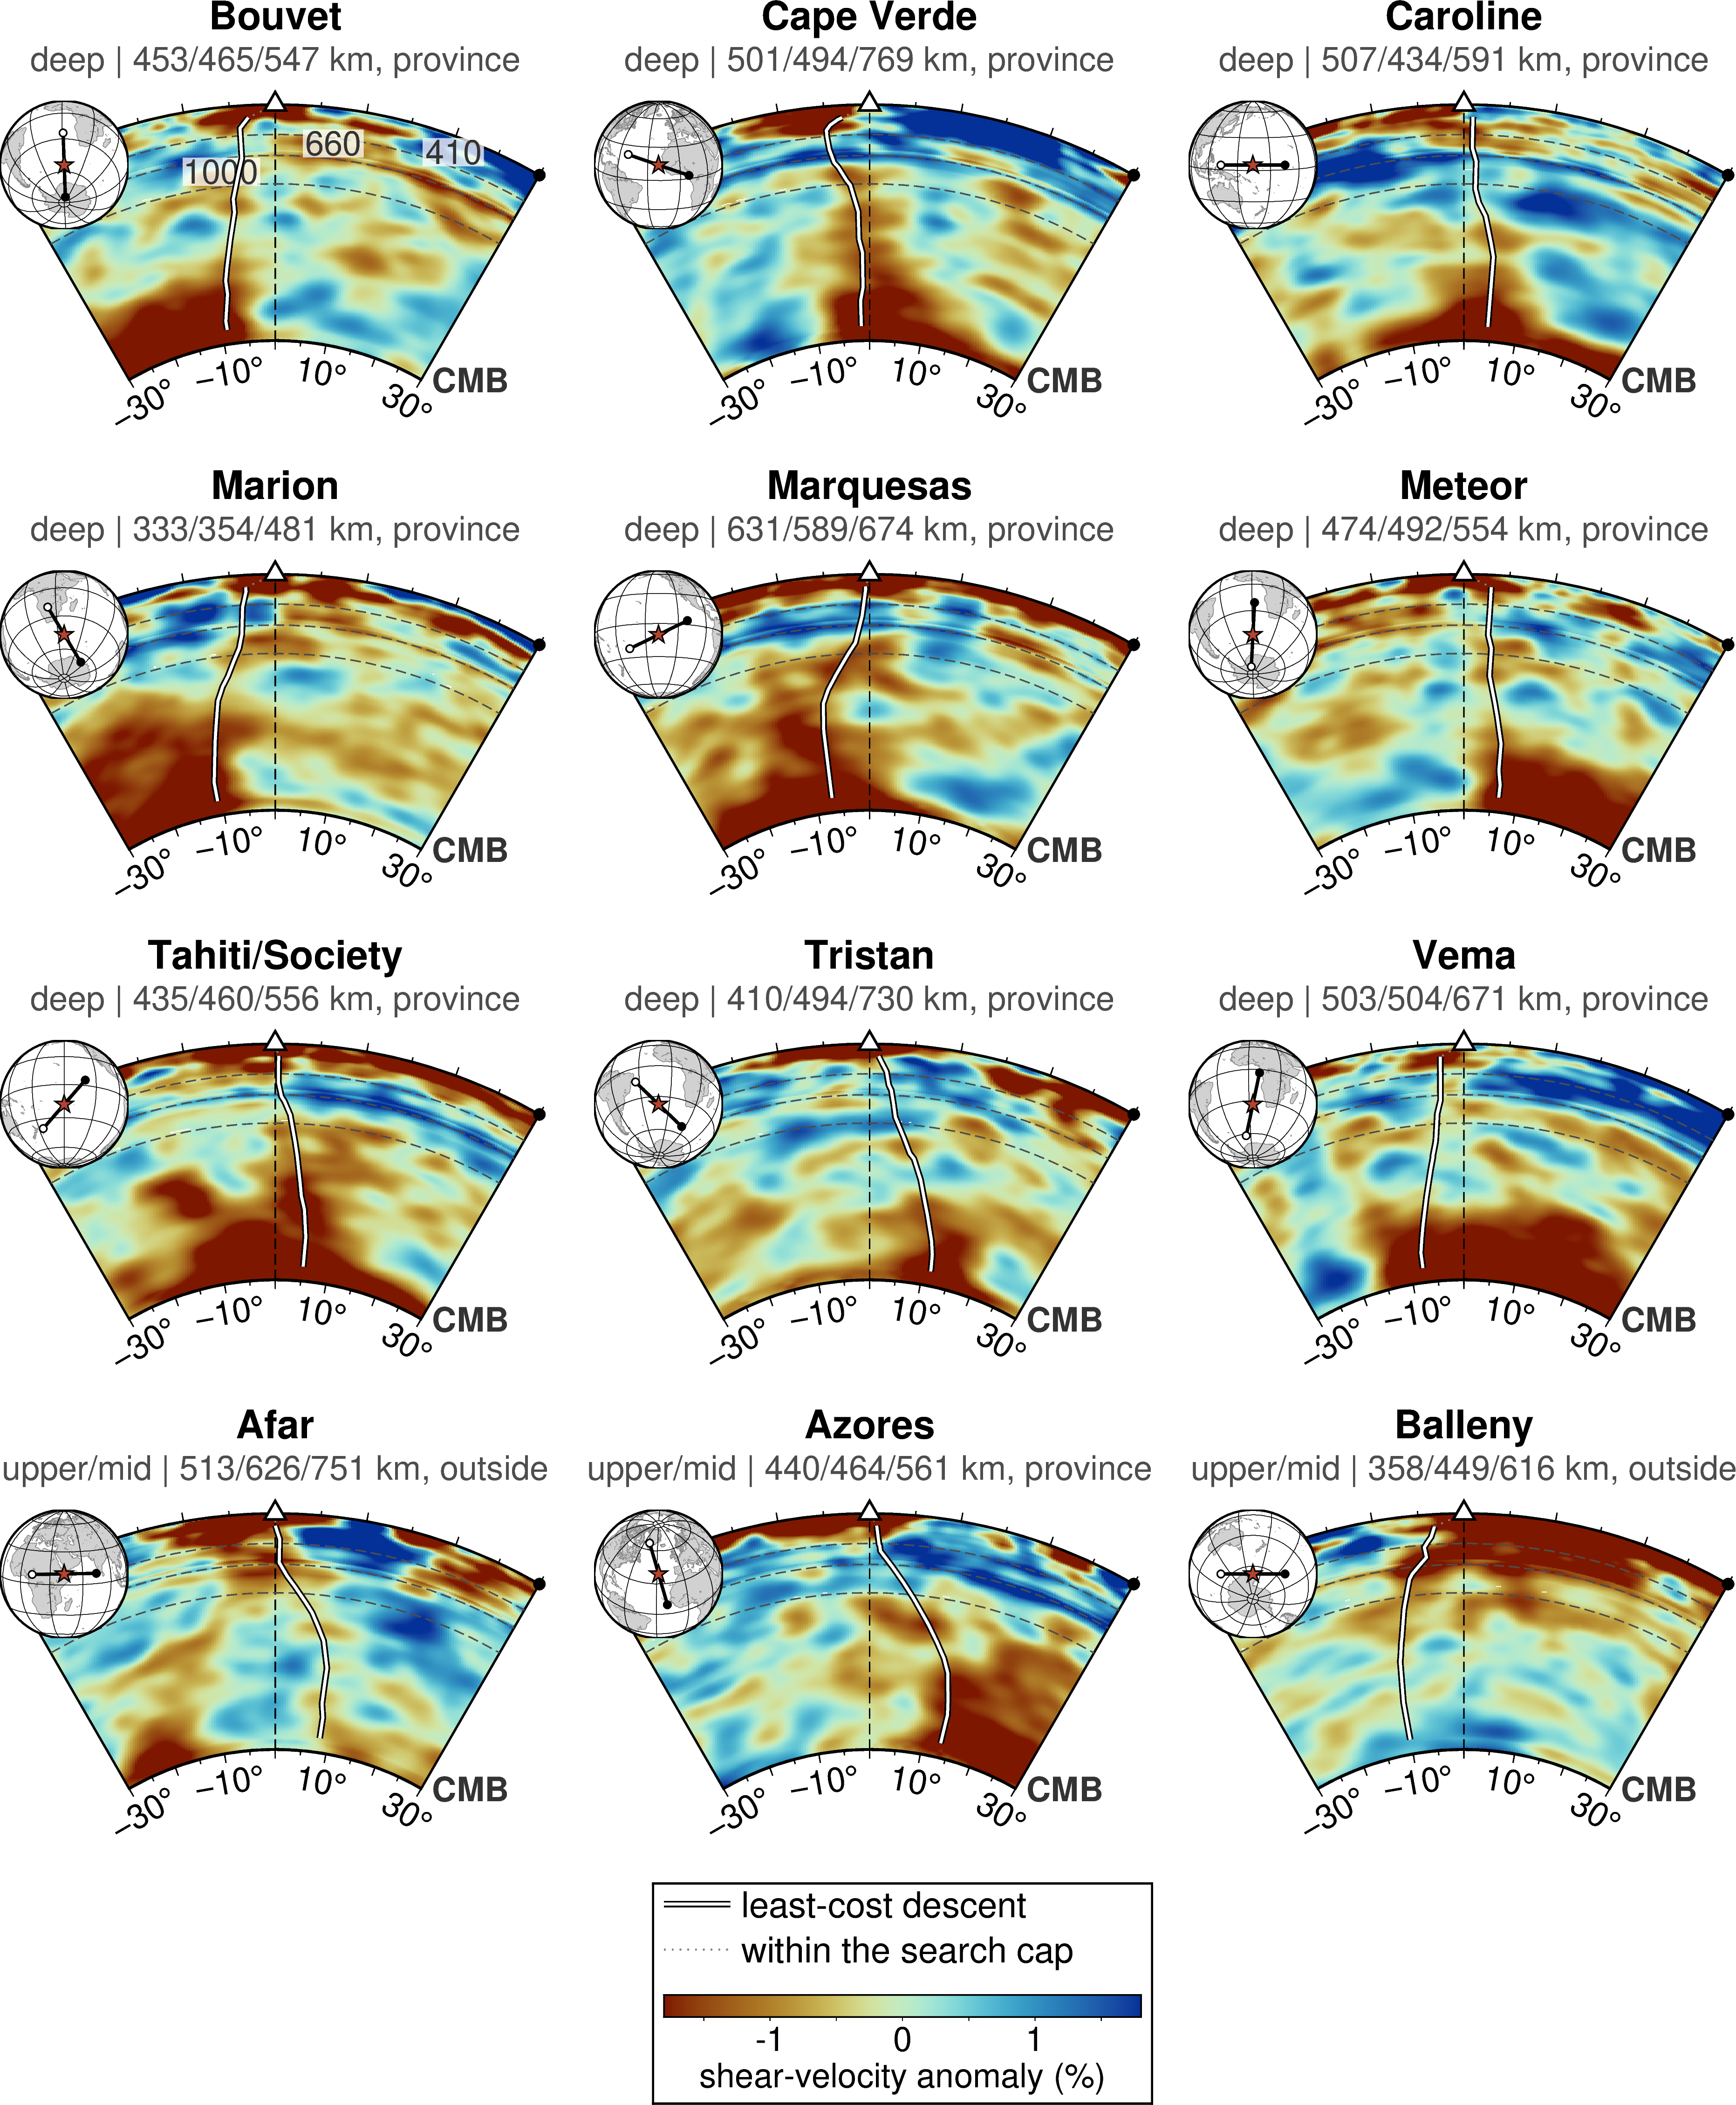 Bouvet
deep | 453/465/547 km, province
660
410
1000
−30°
−10°
10°
30°
CMB
Cape Verde
deep | 501/494/769 km, province
−30°
−10°
10°
30°
CMB
Caroline
deep | 507/434/591 km, province
−30°
−10°
10°
30°
CMB
Marion
deep | 333/354/481 km, province
−30°
−10°
10°
30°
CMB
Marquesas
deep | 631/589/674 km, province
−30°
−10°
10°
30°
CMB
Meteor
deep | 474/492/554 km, province
−30°
−10°
10°
30°
CMB
Tahiti/Society
deep | 435/460/556 km, province
−30°
−10°
10°
30°
CMB
Tristan
deep | 410/494/730 km, province
−30°
−10°
10°
30°
CMB
Vema
deep | 503/504/671 km, province
−30°
−10°
10°
30°
CMB
Afar
upper/mid | 513/626/751 km, outside
−30°
−10°
10°
30°
CMB
Azores
upper/mid | 440/464/561 km, province
−30°
−10°
10°
30°
CMB
Balleny
upper/mid | 358/449/616 km, outside
−30°
−10°
10°
30°
CMB
least-cost descent
within the search cap
-1 0 1
shear-velocity anomaly (%)